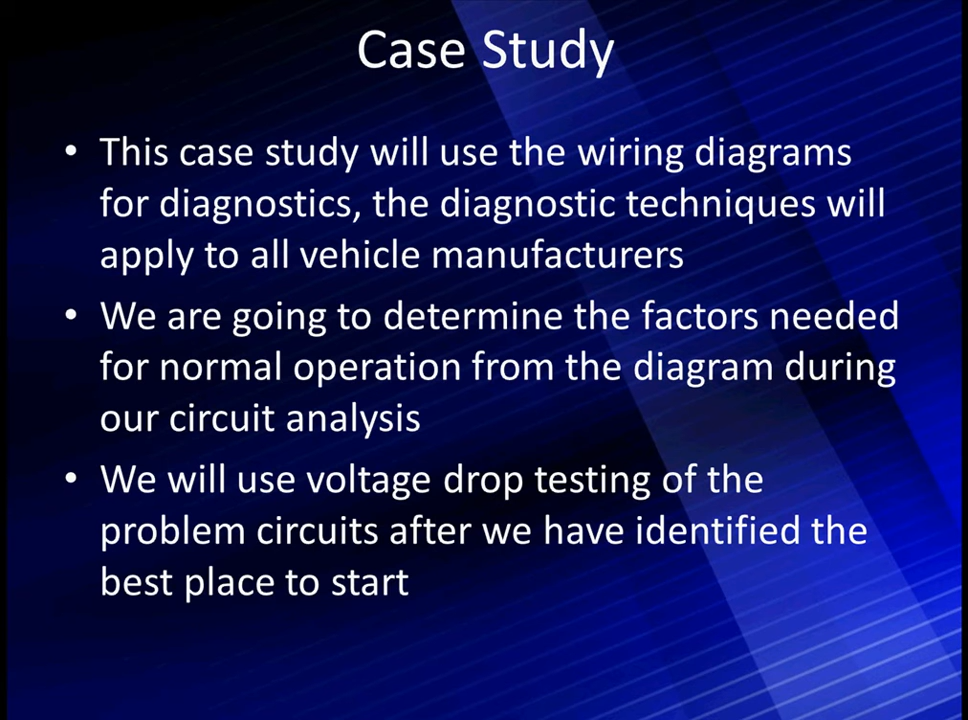 Case Study
• This case study will use the wiring diagrams
for diagnostics, the diagnostic techniques will
apply to all vehicle manufacturers
• We are going to determine the factors needed
for normal operation from the diagram during
our circuit analysis
• We will use voltage drop testing of the
problem circuits after we have identified the
best place to start